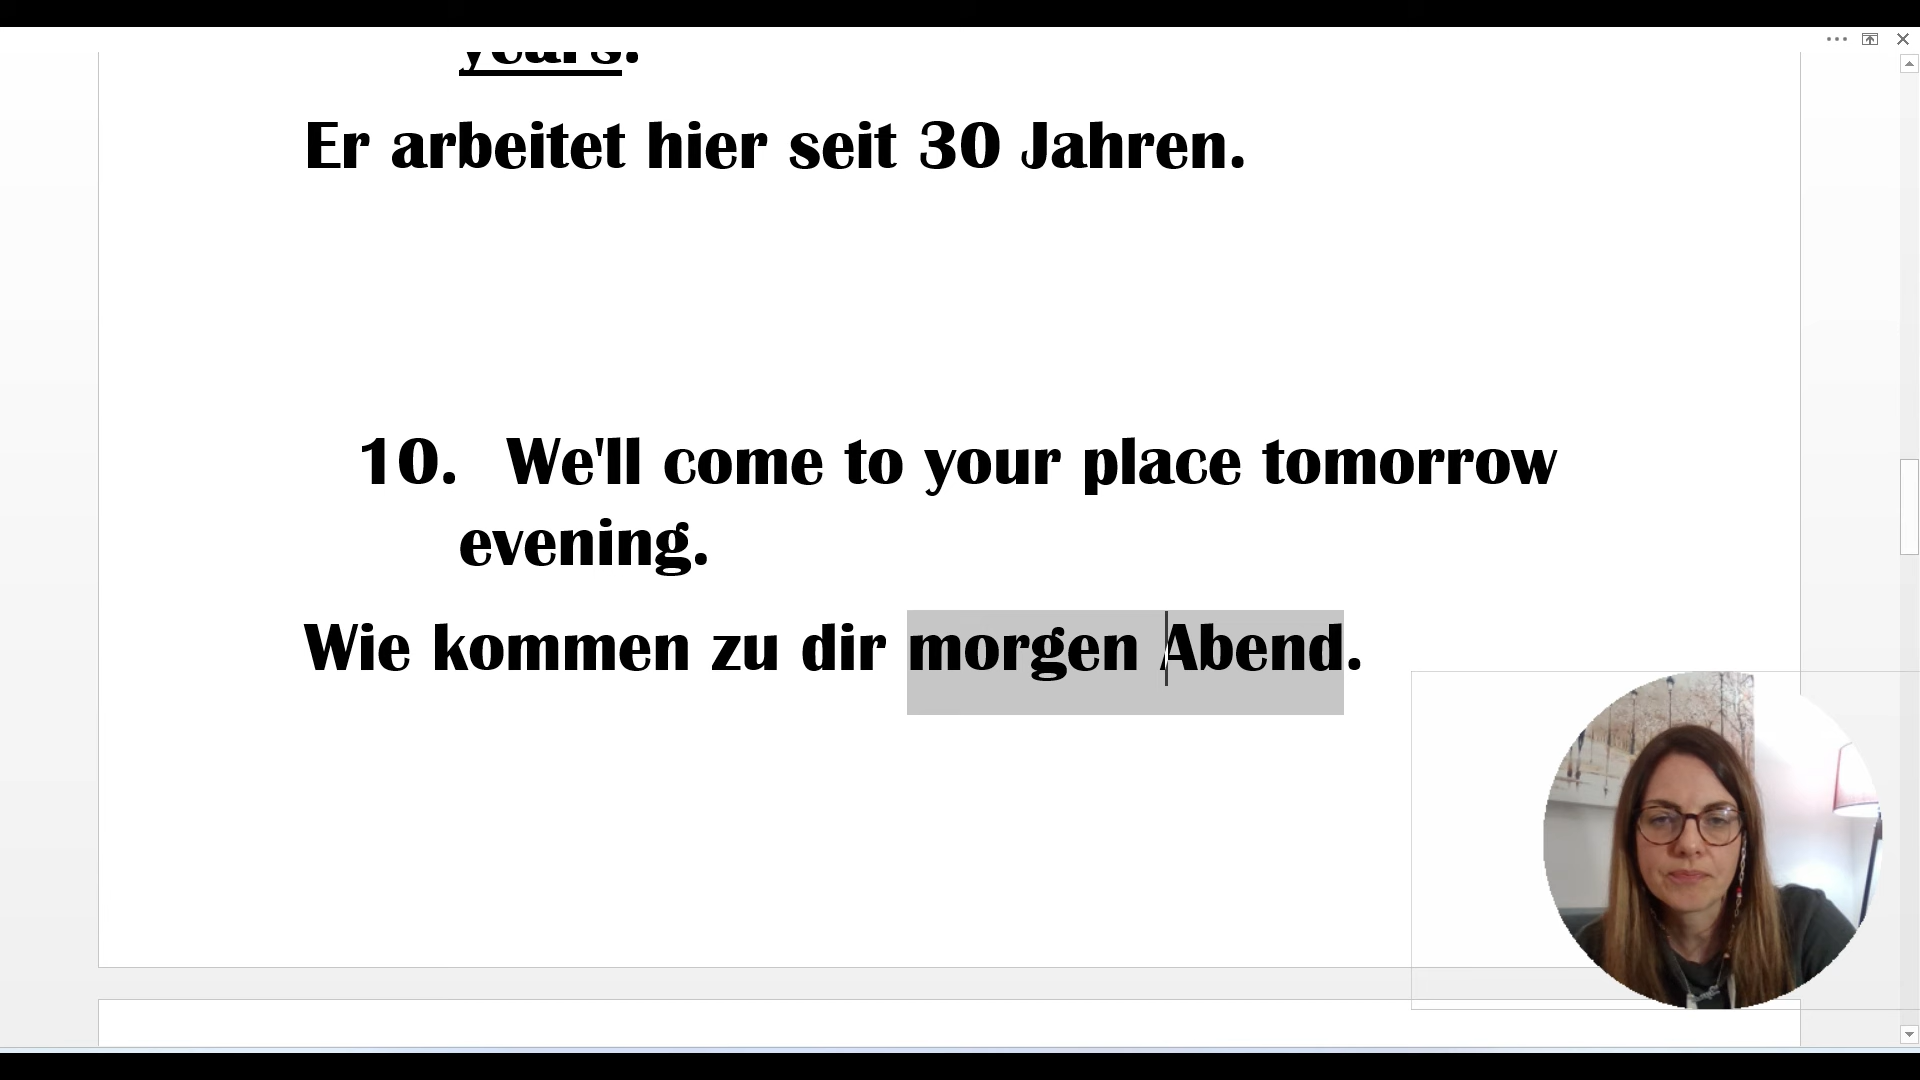 years.
Er arbeitet hier seit 30 Jahren.
10. We'll come to your place tomorrow
evening.
Wie kommen zu dir morgen Abend.